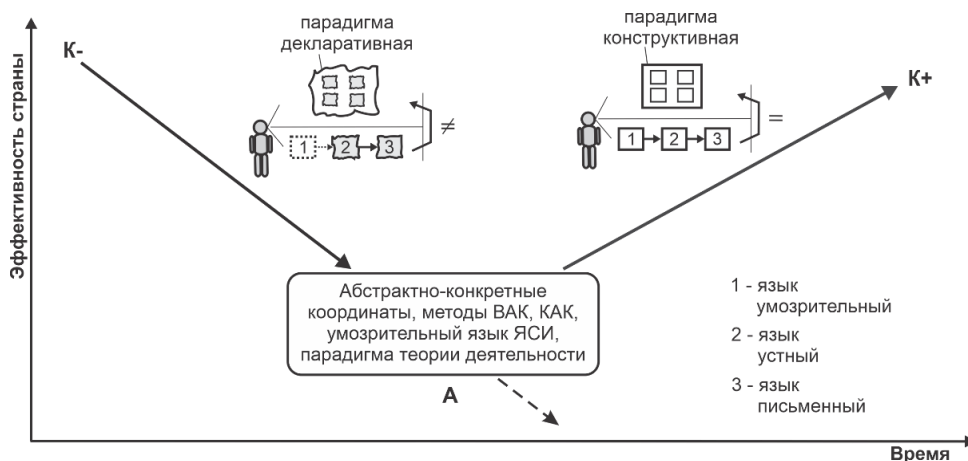 Эффективность страны
К-
парадигма
декларативная
1
2
3
≠
парадигма
конструктивная
1
2
3
=
К+
Абстрактно-конкретные
координаты, методы ВАК, КАК,
умозрительный язык ЯСИ,
парадигма теории деятельности
А
1 - язык
умозрительный
2 - язык
устный
3 - язык
письменный
Время